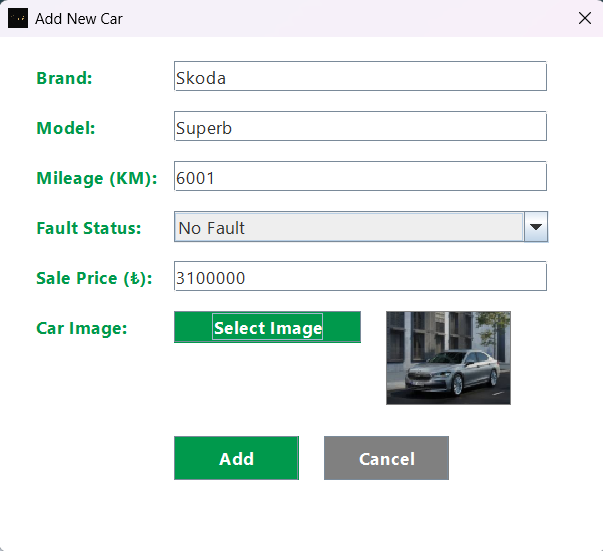 Add New Car
Brand: Skoda
Model: Superb
Mileage (KM): 6001
Fault Status: No Fault
Sale Price (₺): 3100000
Car Image: Select Image
Add Cancel